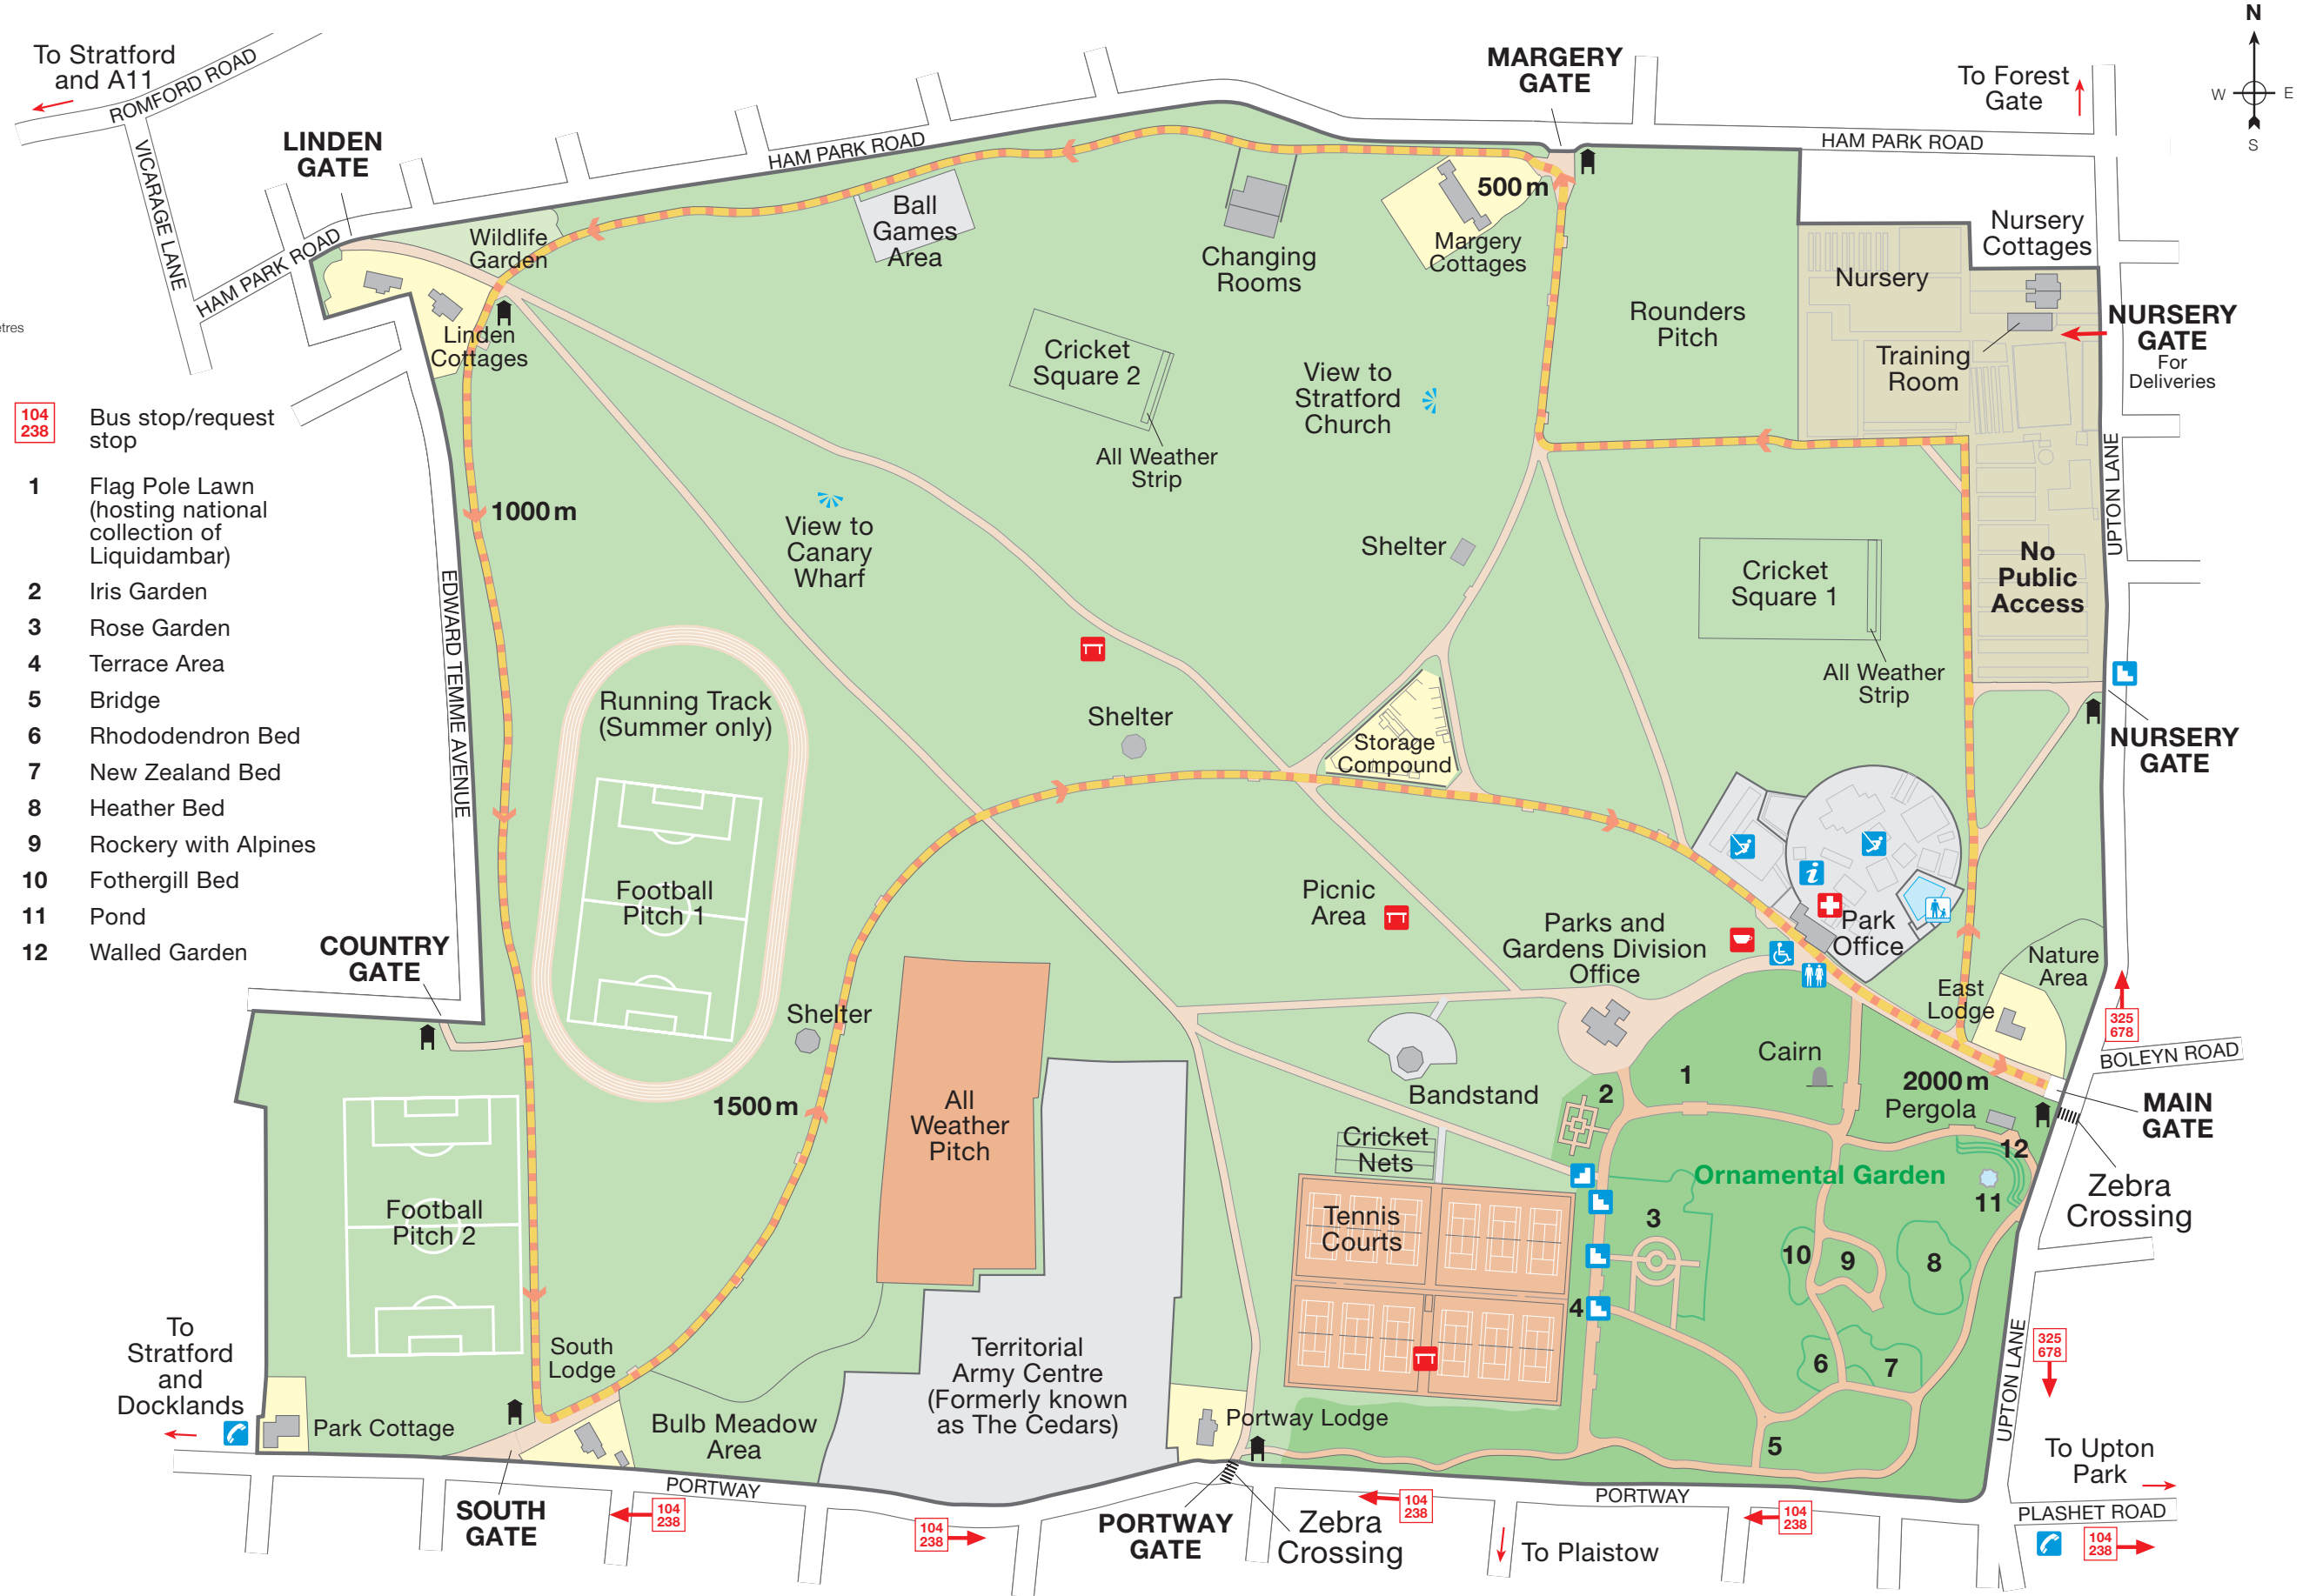 N
W
E
S
To Stratford
and A11
ROMFORD ROAD
VICARAGE LANE
LINDEN
GATE
HAM PARK ROAD
HAM PARK ROAD
MARGERY
GATE
HAM PARK ROAD
To Forest
Gate
500 m
Wildlife
Garden
Ball
Games
Area
Changing
Rooms
Margery
Cottages
Rounders
Pitch
Nursery
Nursery
Cottages
NURSERY
GATE
For
Deliveries
Training
Room
Linden
Cottages
etres
Cricket
Square 2
All Weather
Strip
View to
Stratford
Church
104
238
Bus stop/request
stop
1 Flag Pole Lawn
(hosting national
collection of
Liquidambar)
2 Iris Garden
3 Rose Garden
4 Terrace Area
5 Bridge
6 Rhododendron Bed
7 New Zealand Bed
8 Heather Bed
9 Rockery with Alpines
10 Fothergill Bed
11 Pond
12 Walled Garden
1000 m
View to
Canary
Wharf
Shelter
Cricket
Square 1
All Weather
Strip
No
Public
Access
UPTON LANE
EDWARD TEMME AVENUE
Running Track
(Summer only)
Shelter
Storage
Compound
NURSERY
GATE
Football
Pitch 1
Picnic
Area
Parks and
Gardens Division
Office
i
Park
Office
Nature
Area
East
Lodge
COUNTRY
GATE
Shelter
325
678
BOLEYN ROAD
Cairn
1
2
Bandstand
1500 m
All
Weather
Pitch
2000 m
Pergola
MAIN
GATE
Cricket
Nets
12
Ornamental Garden
11
Zebra
Crossing
Football
Pitch 2
Tennis
Courts
3
10
9
8
4
To
Stratford
and
Docklands
South
Lodge
Territorial
Army Centre
(Formerly known
as The Cedars)
6
7
UPTON LANE
325
678
Park Cottage
Bulb Meadow
Area
Portway Lodge
5
To Upton
Park
SOUTH
GATE
PORTWAY
104
238
104
238
PORTWAY
GATE
Zebra
Crossing
104
238
PORTWAY
To Plaistow
104
238
PLASHET ROAD
104
238